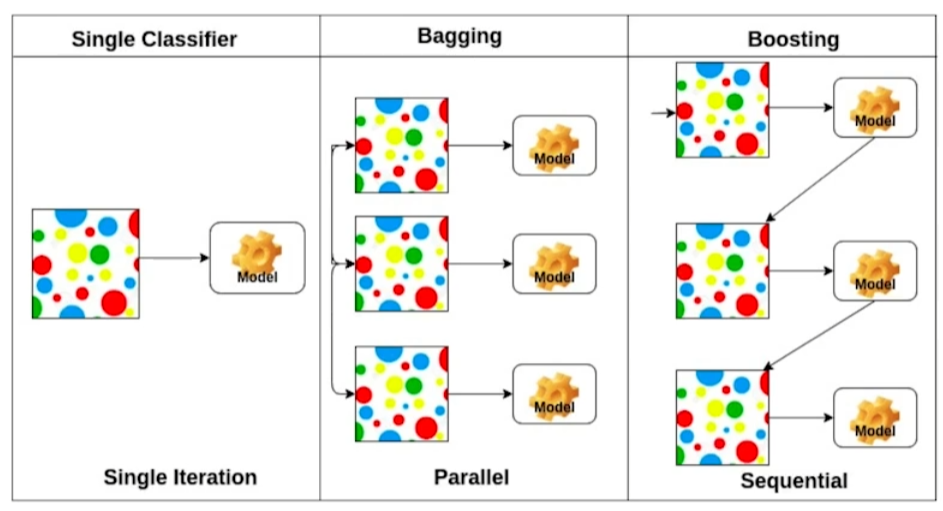 Single Classifier
Bagging
Boosting
Model
Model
Model
Model
Model
Model
Model
Single Iteration
Parallel
Sequential